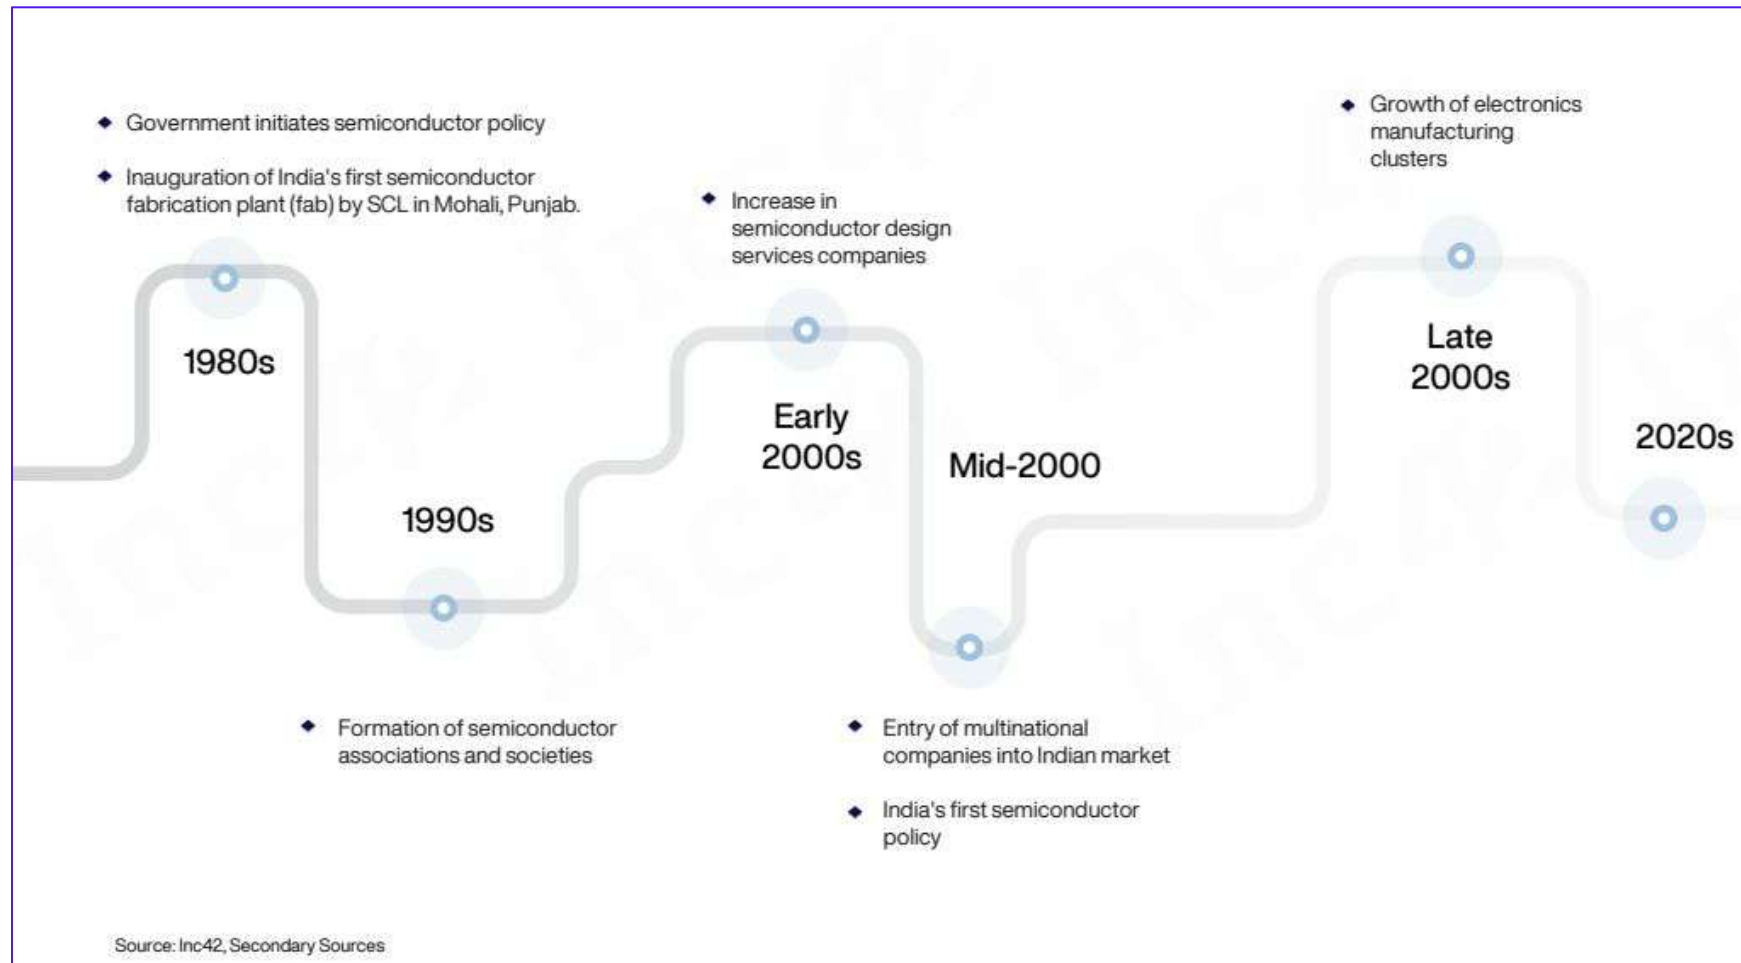 Government initiates semiconductor policy
Inauguration of India's first semiconductor
fabrication plant (fab) by SCL in Mohali, Punjab.
1980s
1990s
Formation of semiconductor
associations and societies
Increase in
semiconductor design
services companies
Early
2000s
Mid-2000
Entry of multinational
companies into Indian market
India's first semiconductor
policy
Growth of electronics
manufacturing
clusters
Late
2000s
2020s
Source: Inc42, Secondary Sources
Inc42